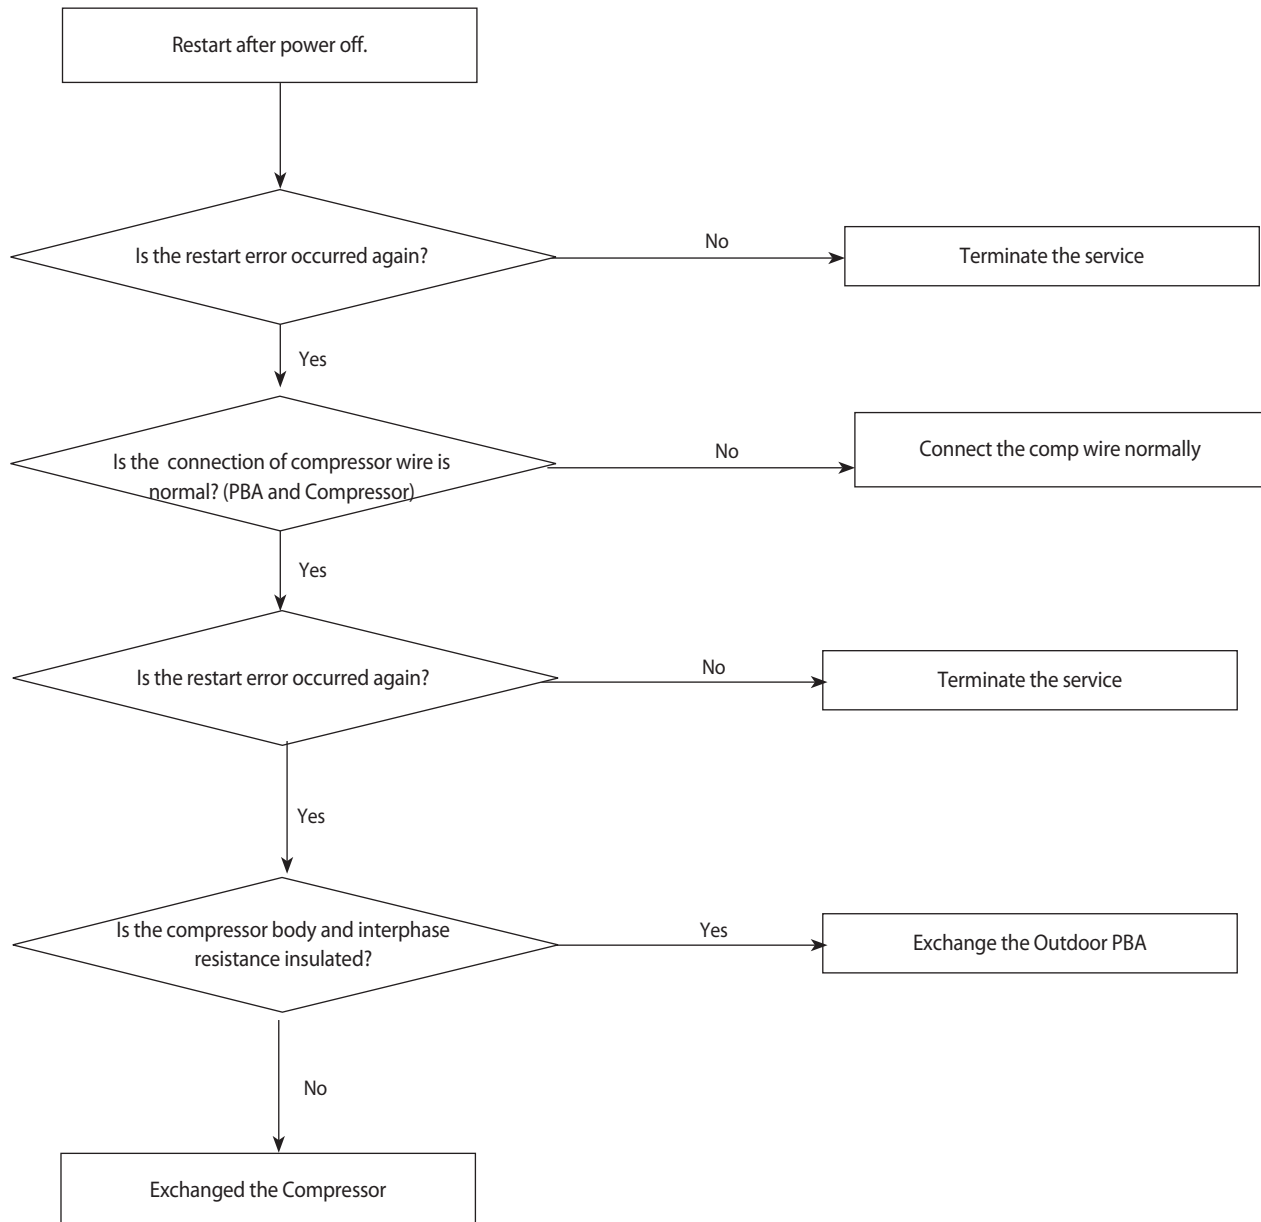 Restart after power off.
Is the restart error occurred again?
No
Terminate the service
Yes
Is the  connection of compressor wire is
normal? (PBA and Compressor)
No
Connect the comp wire normally
Yes
Is the restart error occurred again?
No
Terminate the service
Yes
Is the compressor body and interphase
resistance insulated?
Yes
Exchange the Outdoor PBA
No
Exchanged the Compressor